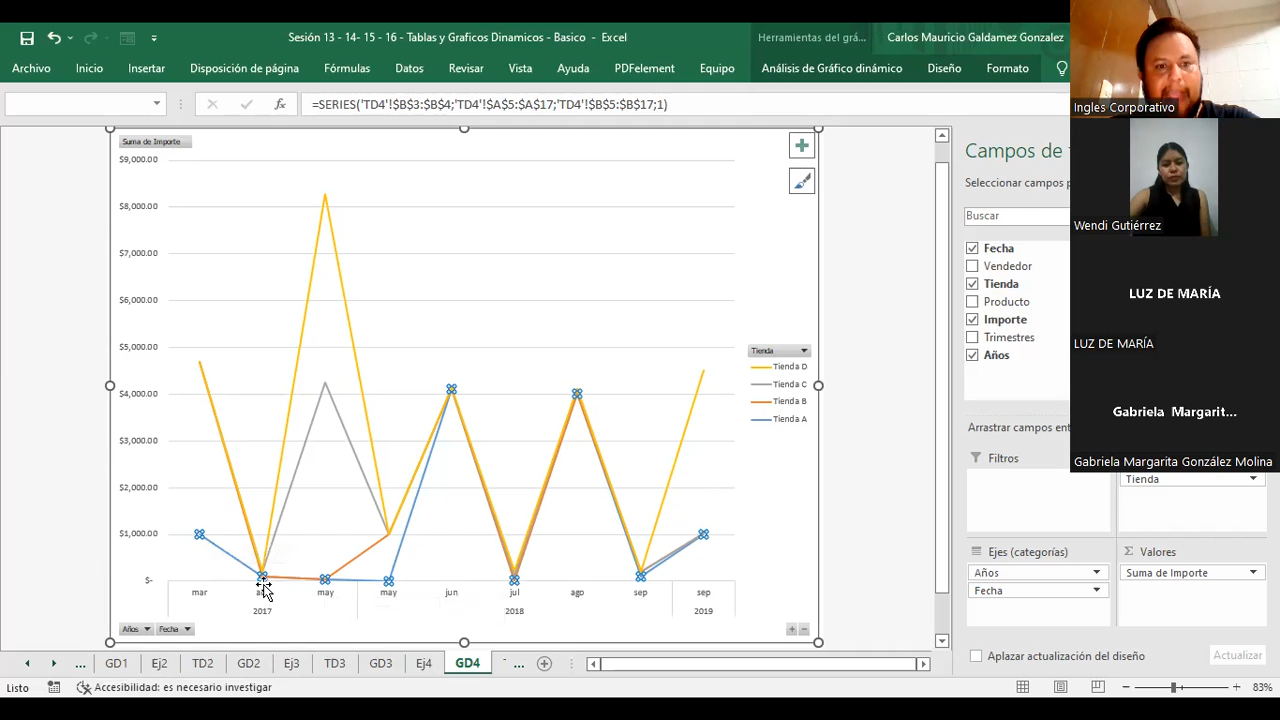 Sesión 13 - 14- 15 - 16 - Tablas y Graficos Dinamicos - Basico - Excel
Herramientas del grá...
Carlos Mauricio Galdamez Gonzalez
Archivo Inicio Insertar Disposición de página Fórmulas Datos Revisar Vista Ayuda PDFelement Equipo Análisis de Gráfico dinámico Diseño Formato
=SERIES('TD4'!$B$3:$B$4;'TD4'!$A$5:$A$17;'TD4'!$B$5:$B$17;1)
Suma de Importe
$9,000.00
$8,000.00
$7,000.00
$6,000.00
$5,000.00
$4,000.00
$3,000.00
$2,000.00
$1,000.00
$-
mar may may jun jul ago sep sep
2017 2018 2019
Años Fecha
Tienda
Tienda D
Tienda C
Tienda B
Tienda A
Campos de
Seleccionar campos
Buscar
Fecha
Vendedor
Tienda
Producto
Importe
Trimestres
Años
Arrastrar campos
Filtros
Tienda
Ejes (categorías)
Años
Fecha
Σ Valores
Suma de Importe
Aplazar actualización del diseño
Actualizar
... GD1 Ej2 TD2 GD2 Ej3 TD3 GD3 Ej4 GD4 ...
Listo
Accesibilidad: es necesario investigar
83%
Ingles Corporativo
Wendi Gutiérrez
LUZ DE MARÍA
LUZ DE MARÍA
Gabriela Margarit...
Gabriela Margarita González Molina